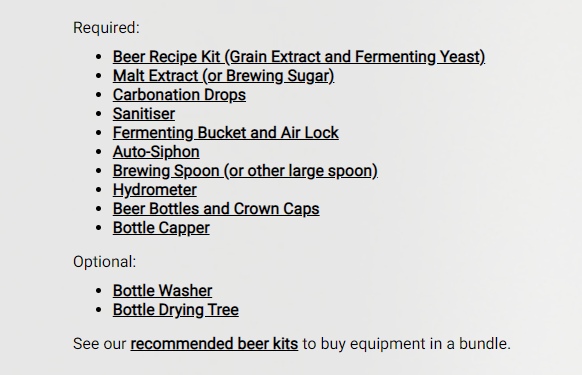 Required:
• Beer Recipe Kit (Grain Extract and Fermenting Yeast)
• Malt Extract (or Brewing Sugar)
• Carbonation Drops
• Sanitiser
• Fermenting Bucket and Air Lock
• Auto-Siphon
• Brewing Spoon (or other large spoon)
• Hydrometer
• Beer Bottles and Crown Caps
• Bottle Capper
Optional:
• Bottle Washer
• Bottle Drying Tree
See our recommended beer kits to buy equipment in a bundle.